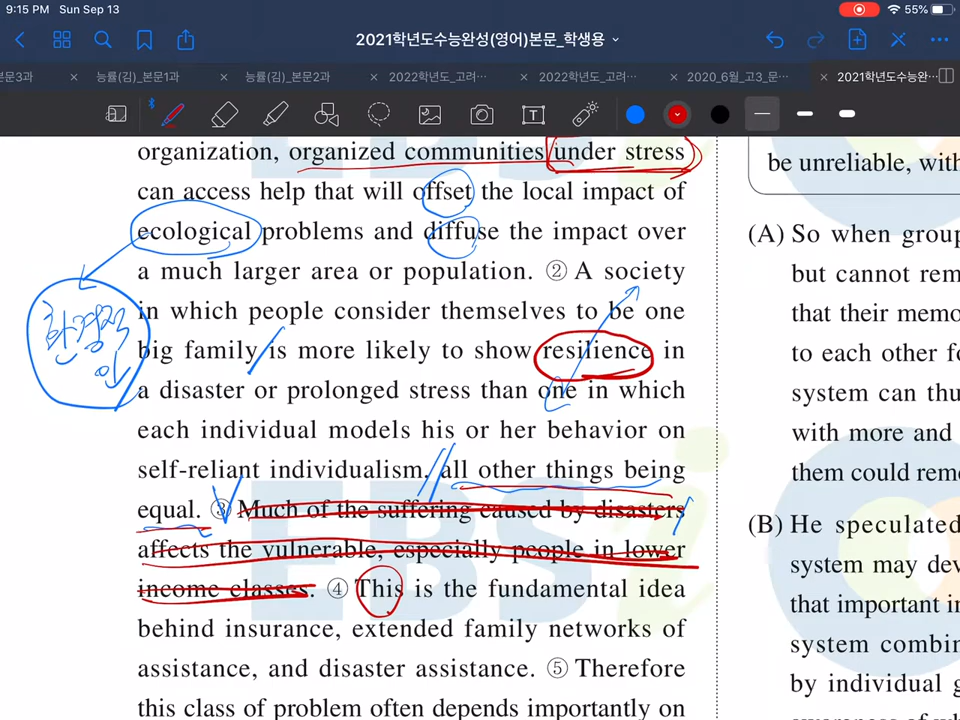 9:15 PM Sun Sep 13
55%
2021학년도수능완성(영어)본문_학생용
본문3과
능률(김)_본문1과
능률(김)_본문2과
2022학년도_고려…
2022학년도_고려…
2020_6월_고3_문…
2021학년도수능완…
organization, organized communities under stress
can access help that will offset the local impact of
ecological problems and diffuse the impact over
a much larger area or population. ② A society
in which people consider themselves to be one
big family is more likely to show resilience in
a disaster or prolonged stress than one in which
each individual models his or her behavior on
self-reliant individualism, all other things being
equal. ③ Much of the suffering caused by disasters
affects the vulnerable, especially people in lower
income classes. ④ This is the fundamental idea
behind insurance, extended family networks of
assistance, and disaster assistance. ⑤ Therefore
this class of problem often depends importantly on
환경적
인
be unreliable, with
(A) So when group
but cannot rem
that their memo
to each other fo
system can thu
with more and
them could reme
(B) He speculated
system may dev
that important in
system combin
by individual g
EBSi